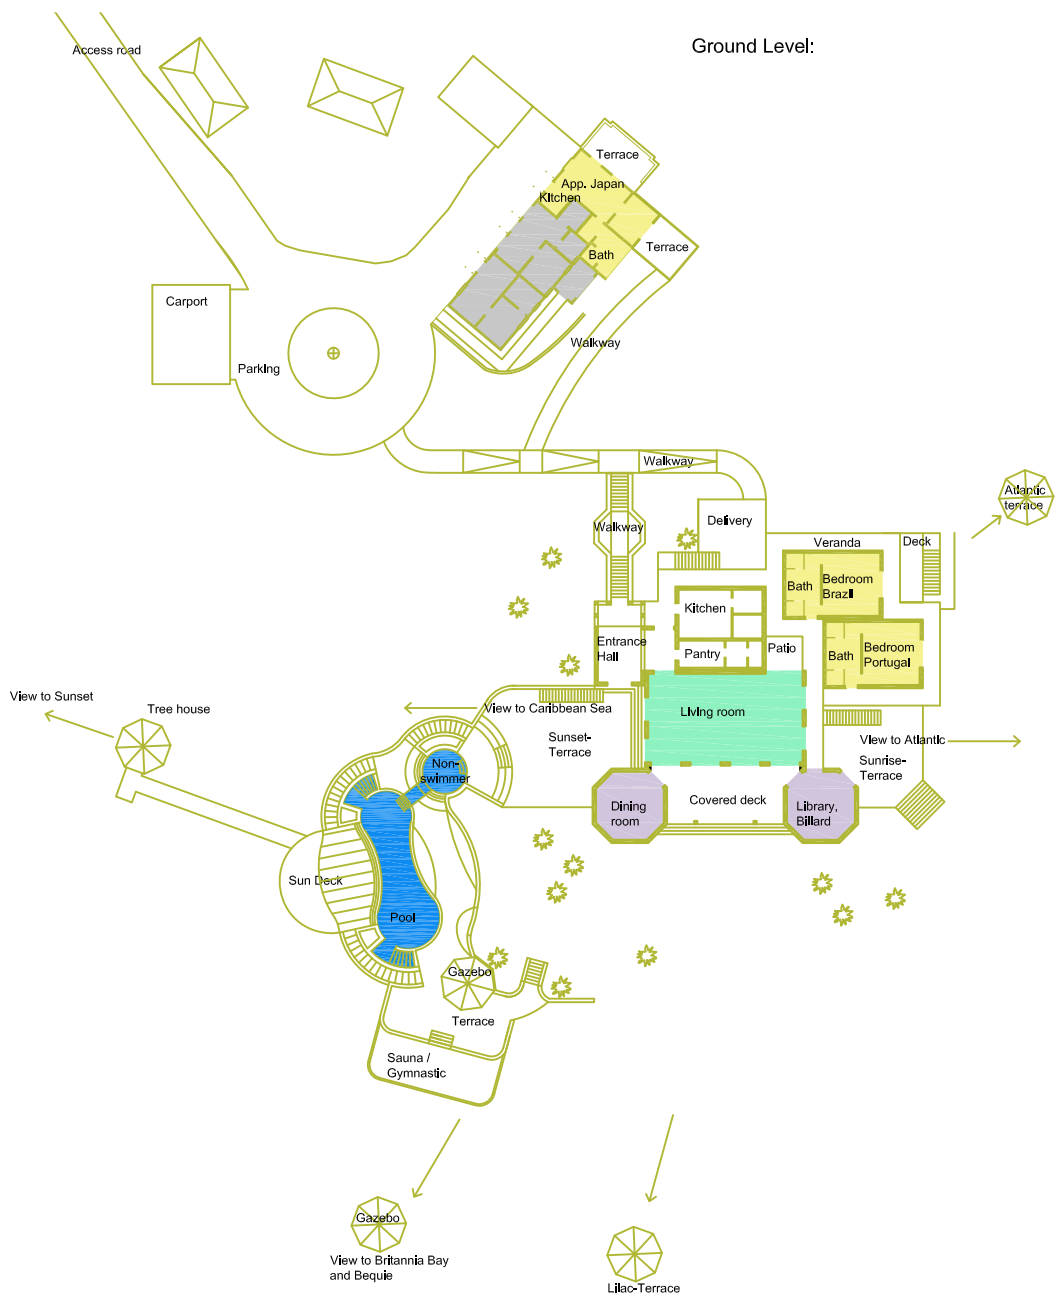 Ground Level:
Access road
Terrace
App. Japan
Kitchen
Terrace
Bath
Carport
Walkway
Parking
Walkway
Atlantic
terrace
Delivery
Walkway
Veranda
Deck
Bath
Bedroom
Brazil
Kitchen
Entrance
Hall
Pantry
Patio
Bath
Bedroom
Portugal
View to Sunset
Tree house
View to Caribbean Sea
Living room
Sunset-
Terrace
View to Atlantic
Sunrise-
Terrace
Non-
swimmer
Dining
room
Covered deck
Library,
Billard
Sun Deck
Pool
Gazebo
Terrace
Sauna /
Gymnastic
Gazebo
View to Britannia Bay
and Bequie
Lilac-Terrace